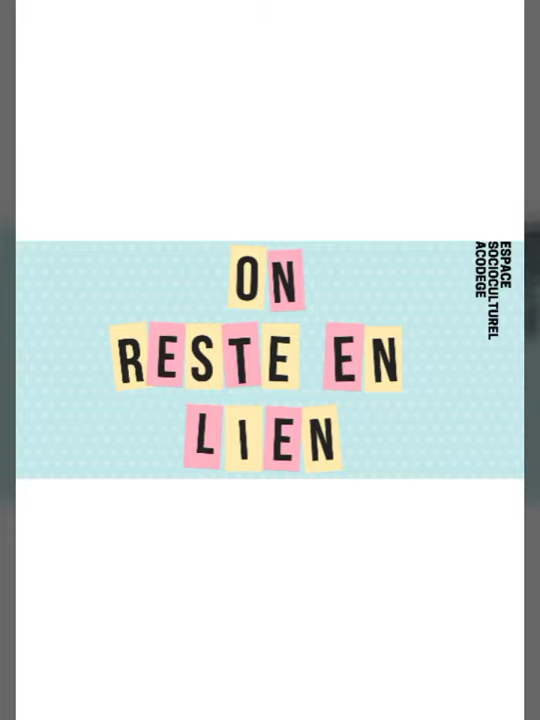 ON
RESTE EN
LIEN
ESPACE
SOCIOCULTUREL
ACODEGE